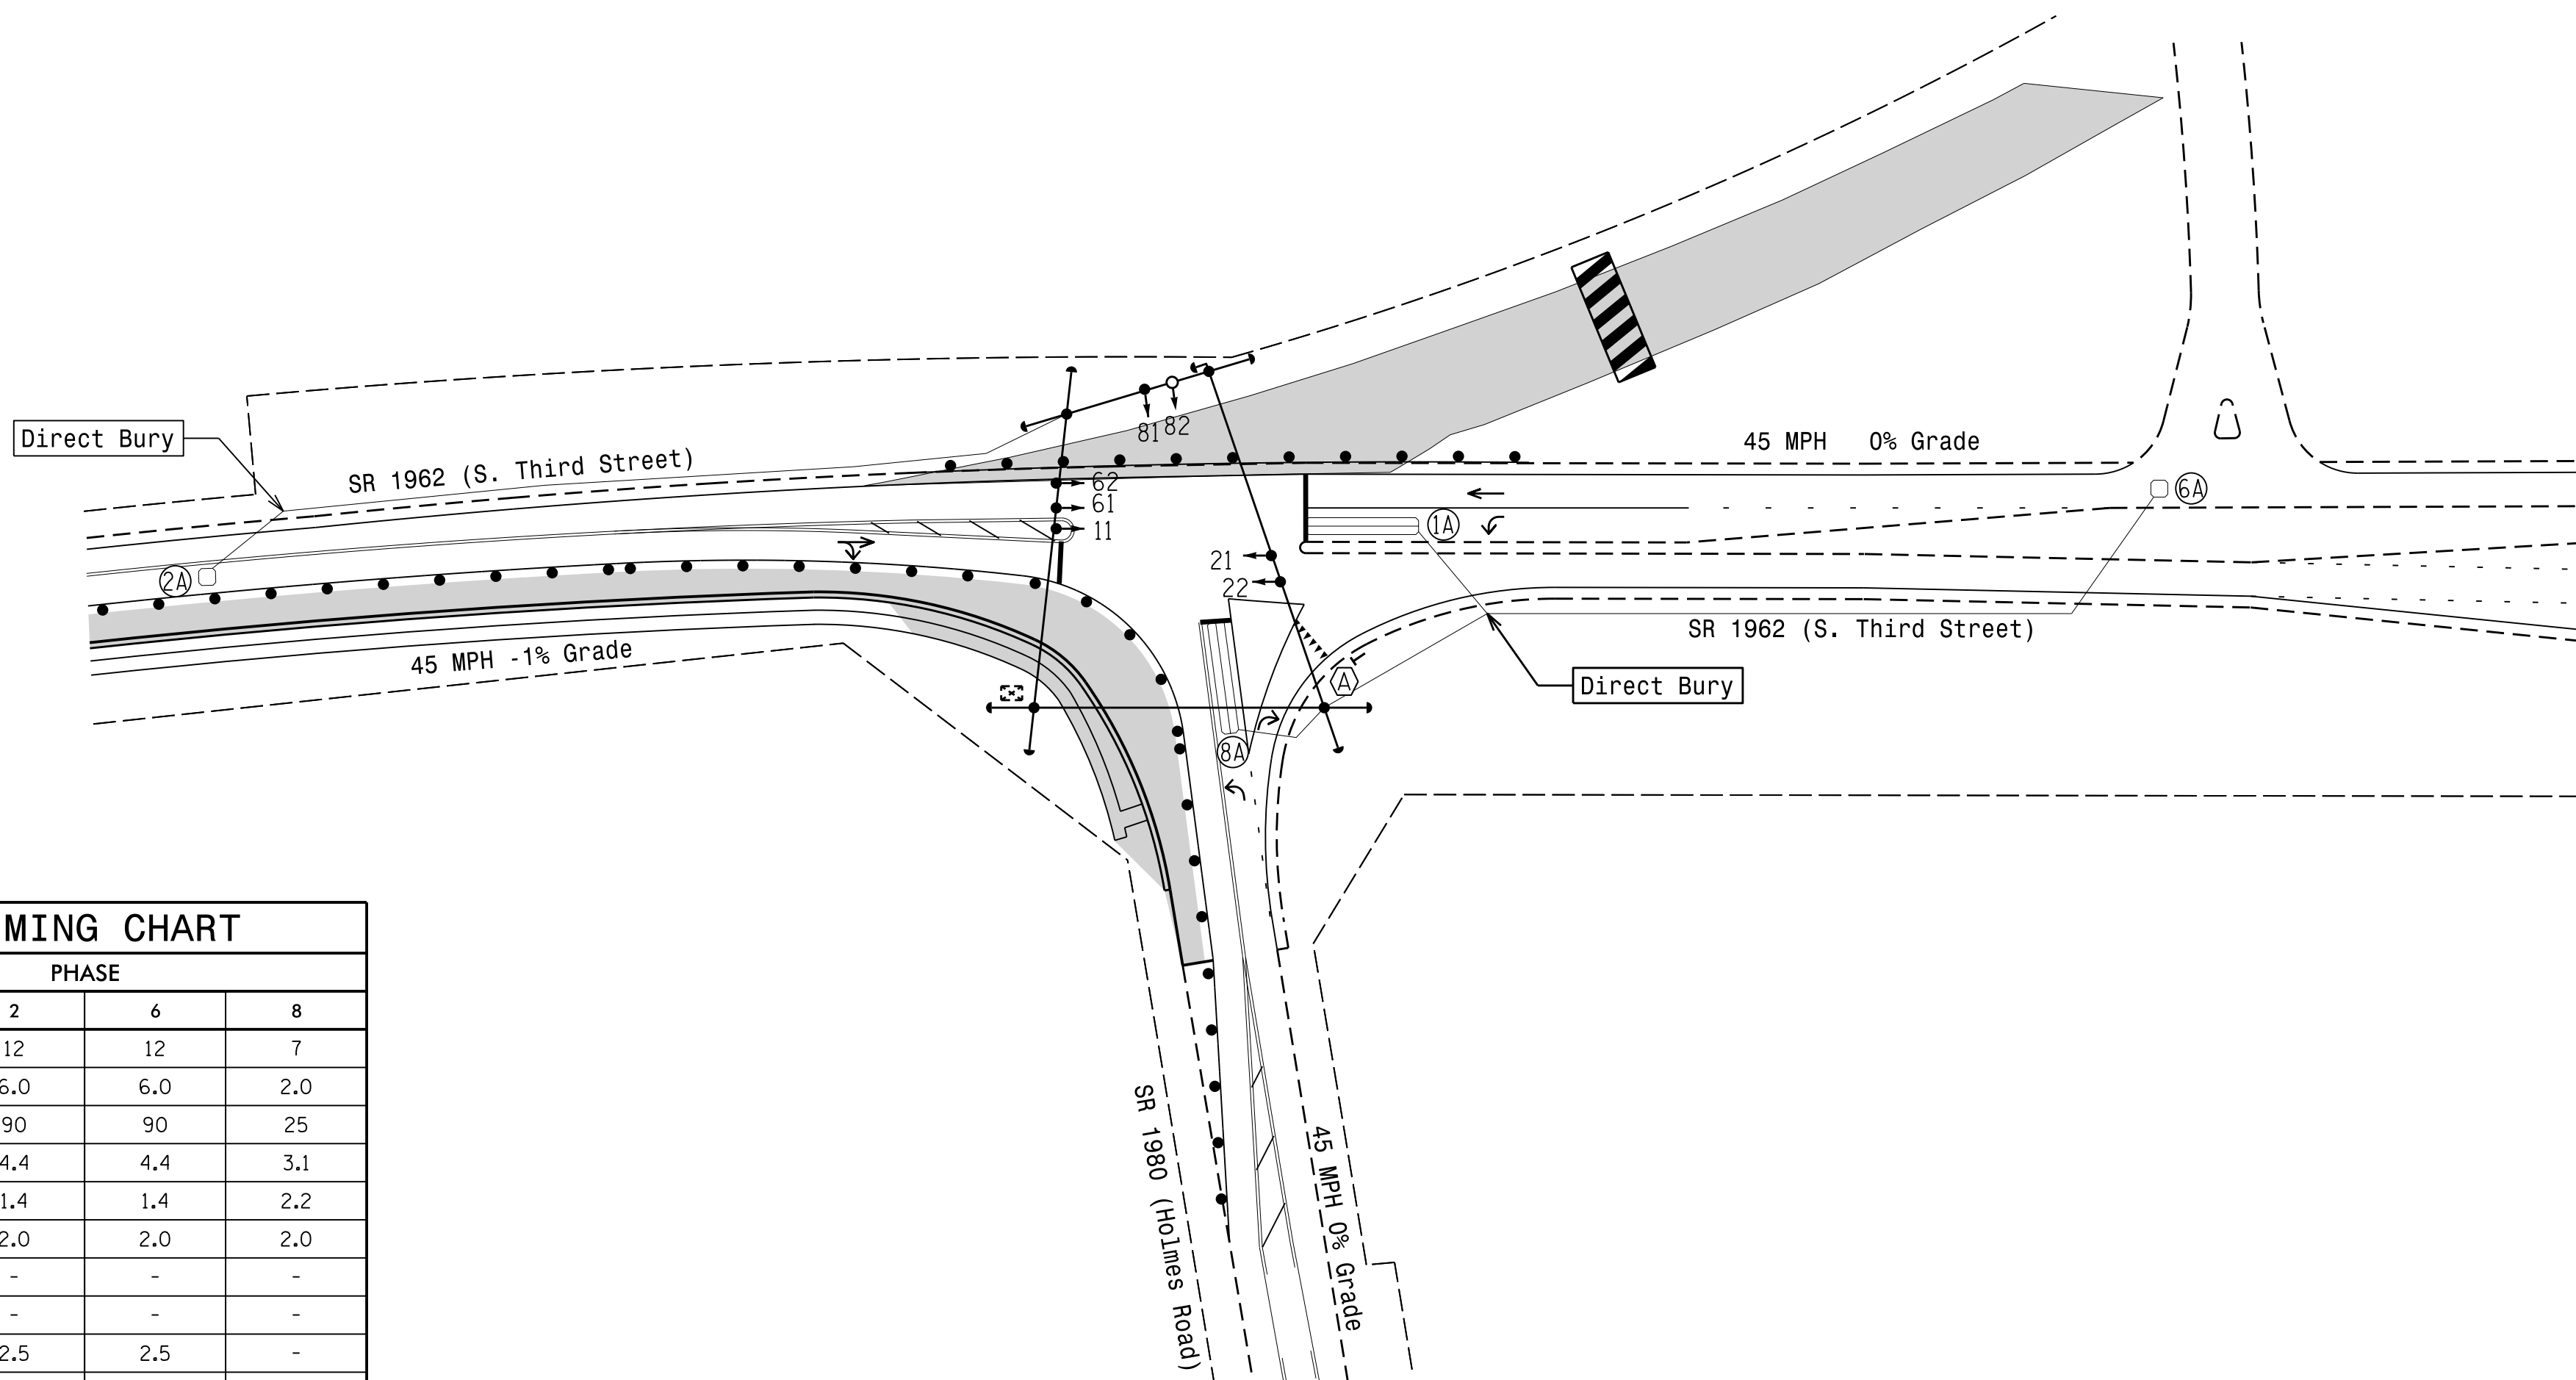 Direct Bury
SR 1962 (S. Third Street)
81
82
62
61
11
45 MPH 0% Grade
6A
1A
21
22
2A
45 MPH -1% Grade
SR 1962 (S. Third Street)
A
Direct Bury
8A
MING CHART
PHASE
2 6 8
12 12 7
6.0 6.0 2.0
90 90 25
4.4 4.4 3.1
1.4 1.4 2.2
2.0 2.0 2.0
- - -
- - -
2.5 2.5 -
SR 1980 (Holmes Road)
45 MPH 0% Grade